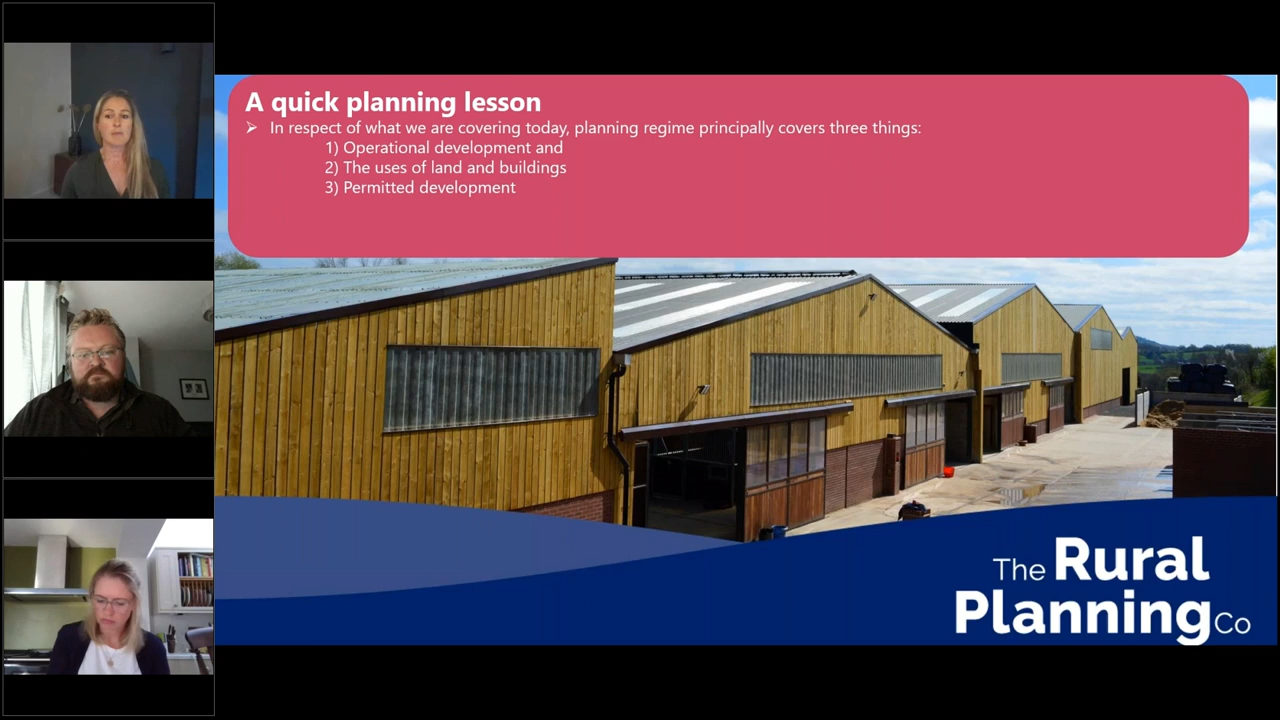 A quick planning lesson
➢ In respect of what we are covering today, planning regime principally covers three things:
1) Operational development and
2) The uses of land and buildings
3) Permitted development
The Rural
Planning Co